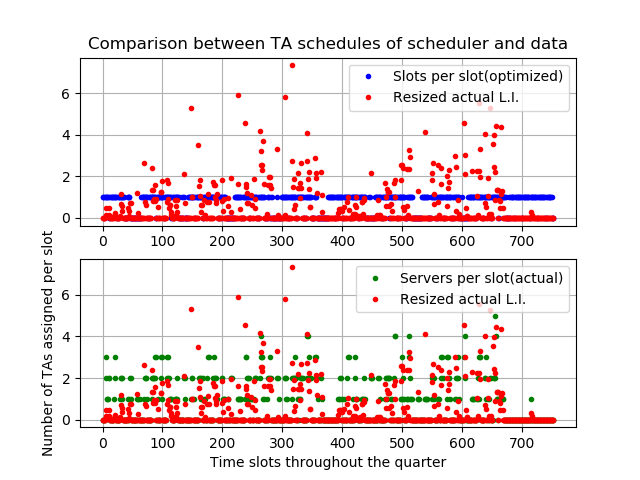 Comparison between TA schedules of scheduler and data
Slots per slot(optimized)
Resized actual L.I.
6
4
2
0
0 100 200 300 400 500 600 700
Servers per slot(actual)
Resized actual L.I.
6
4
2
0
0 100 200 300 400 500 600 700
Number of TAs assigned per slot
Time slots throughout the quarter